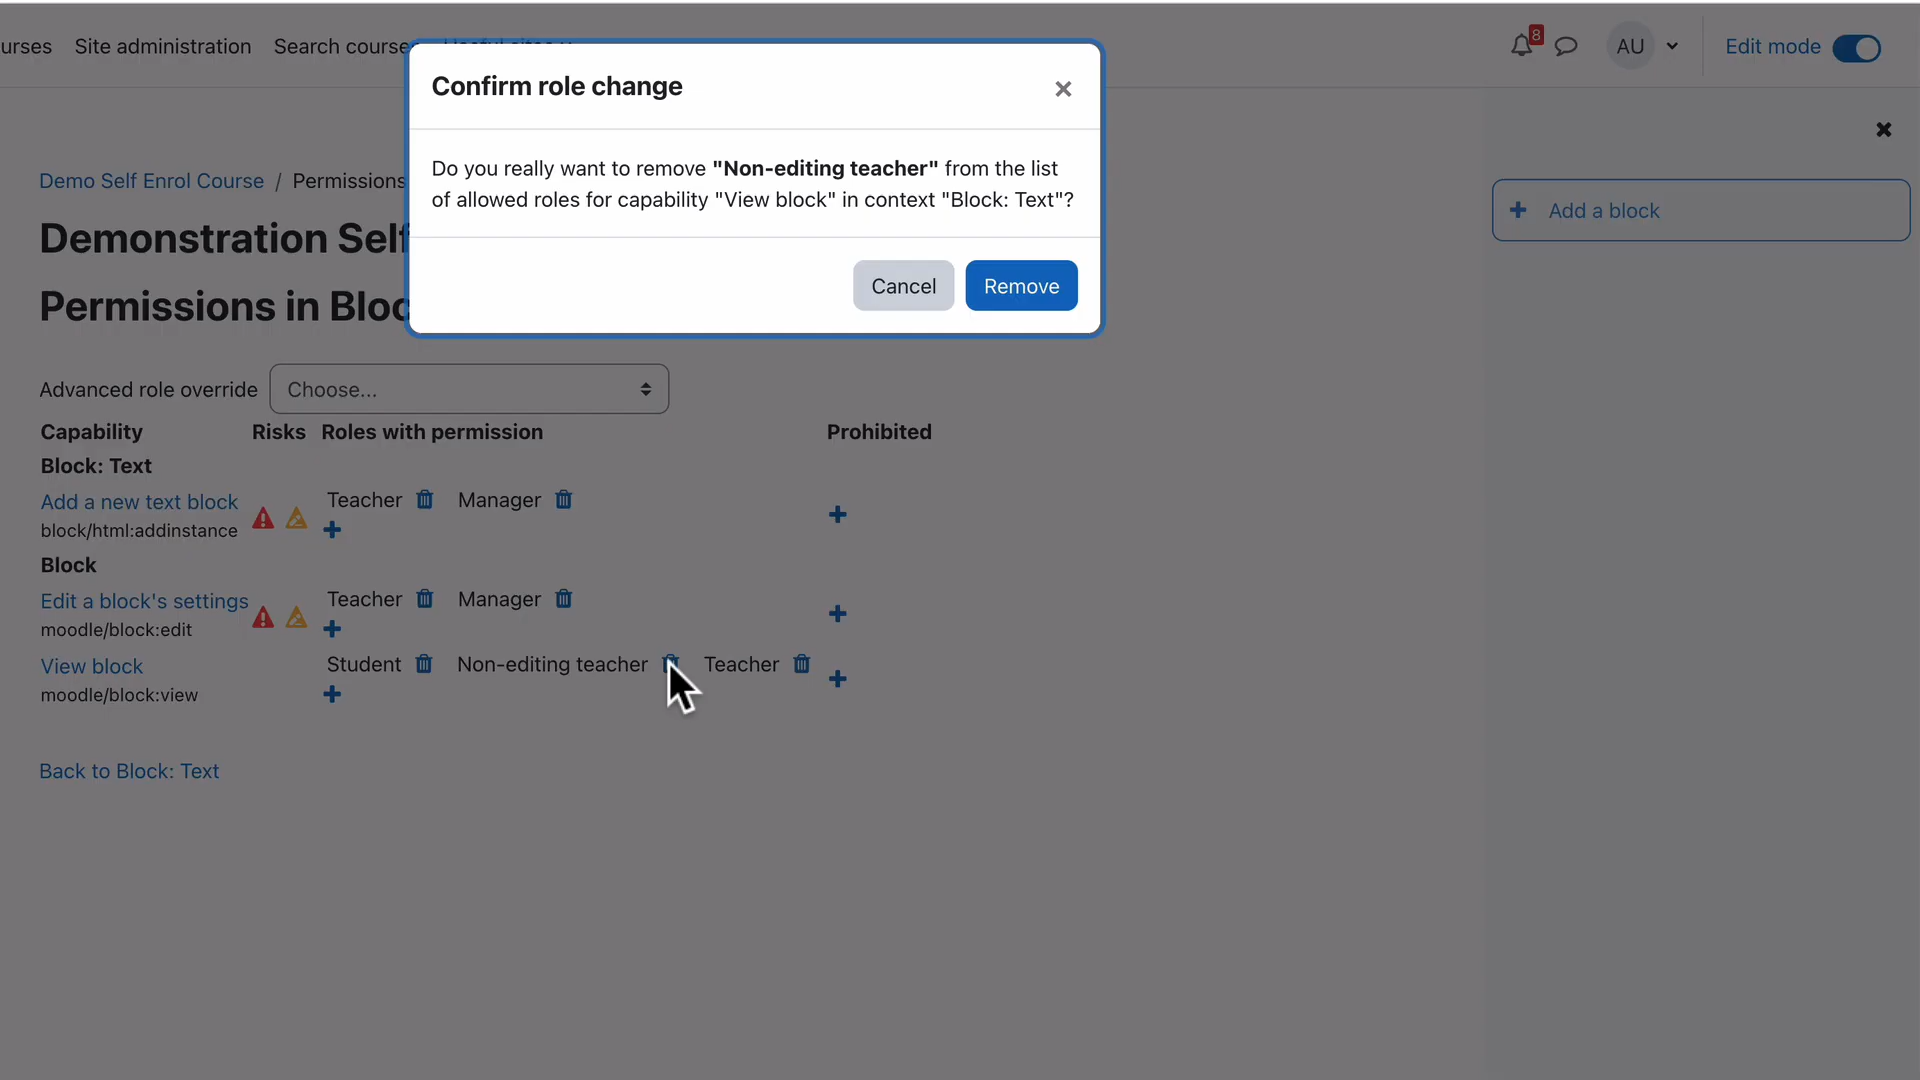 urses Site administration Search courses
8
AU
Edit mode
Confirm role change
Do you really want to remove "Non-editing teacher" from the list
of allowed roles for capability "View block" in context "Block: Text"?
Cancel Remove
Demo Self Enrol Course / Permissions
Demonstration Self
Permissions in Bloc
Add a block
Advanced role override Choose...
Capability Risks Roles with permission Prohibited
Block: Text
Add a new text block Teacher Manager
block/html:addinstance
Block
Edit a block's settings Teacher Manager
moodle/block:edit
View block Student Non-editing teacher Teacher
moodle/block:view
Back to Block: Text